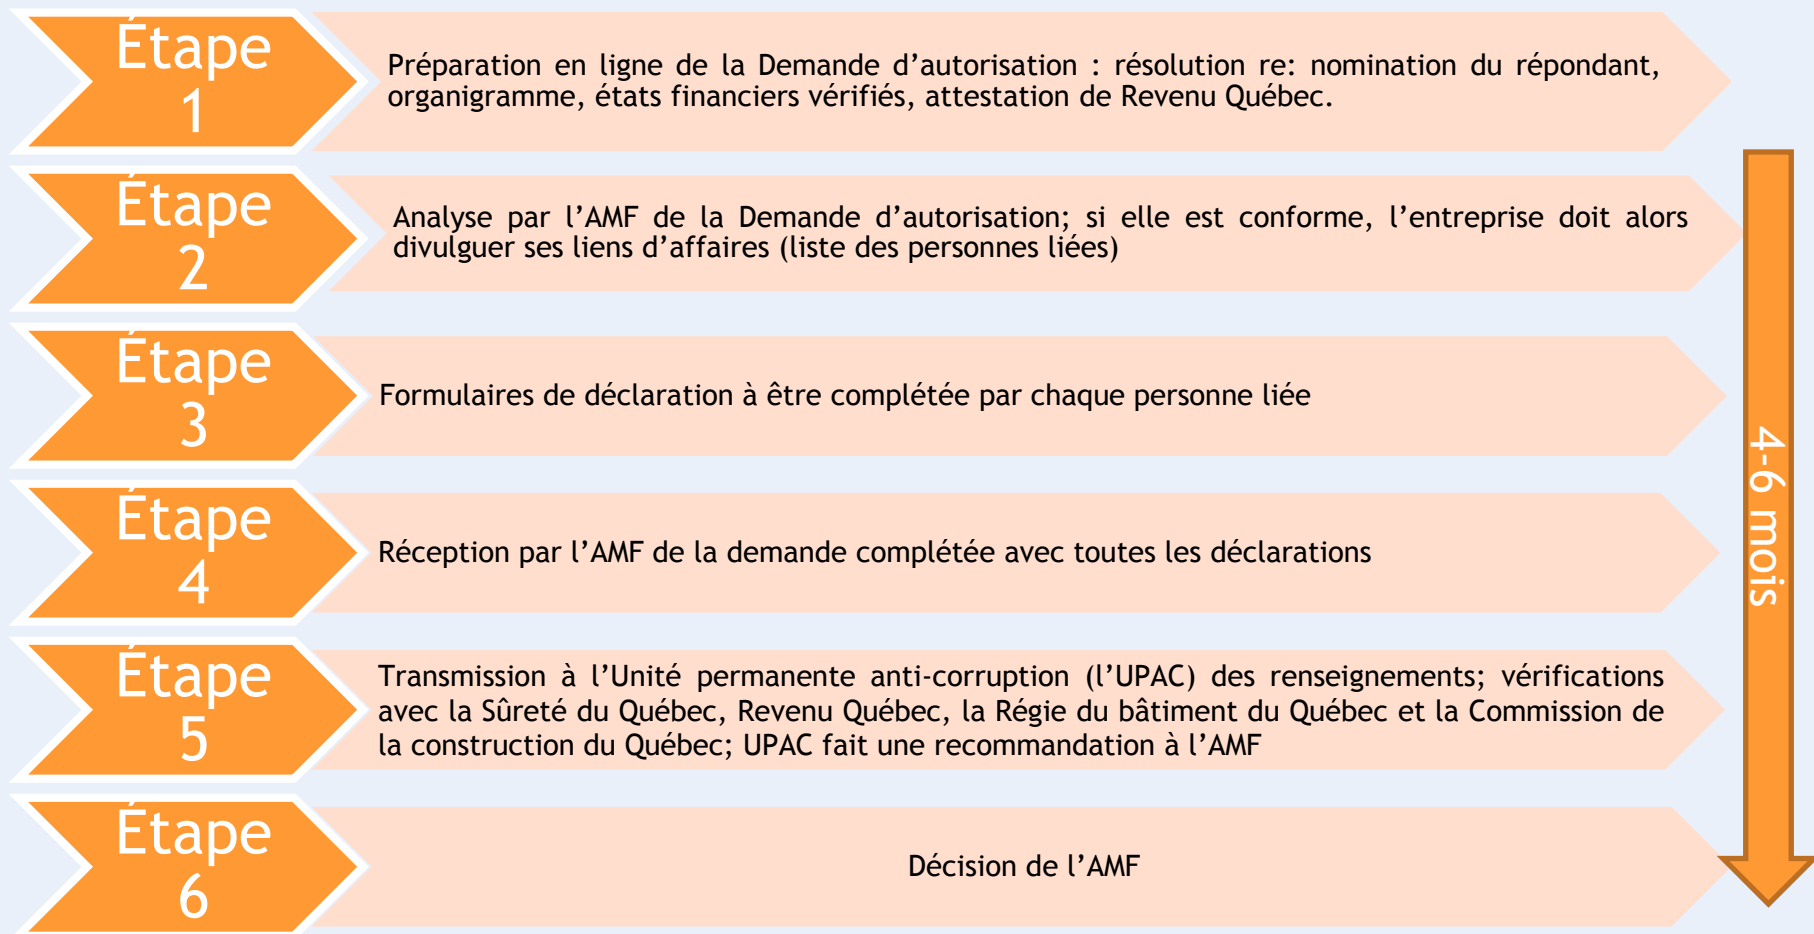 Étape
1
Préparation en ligne de la Demande d’autorisation : résolution re: nomination du répondant,
organigramme, états financiers vérifiés, attestation de Revenu Québec.
Étape
2
Analyse par l’AMF de la Demande d’autorisation; si elle est conforme, l’entreprise doit alors
divulguer ses liens d’affaires (liste des personnes liées)
Étape
3
Formulaires de déclaration à être complétée par chaque personne liée
Étape
4
Réception par l’AMF de la demande complétée avec toutes les déclarations
Étape
5
Transmission à l’Unité permanente anti-corruption (l’UPAC) des renseignements; vérifications
avec la Sûreté du Québec, Revenu Québec, la Régie du bâtiment du Québec et la Commission de
la construction du Québec; UPAC fait une recommandation à l’AMF
Étape
6
Décision de l’AMF
4-6 mois